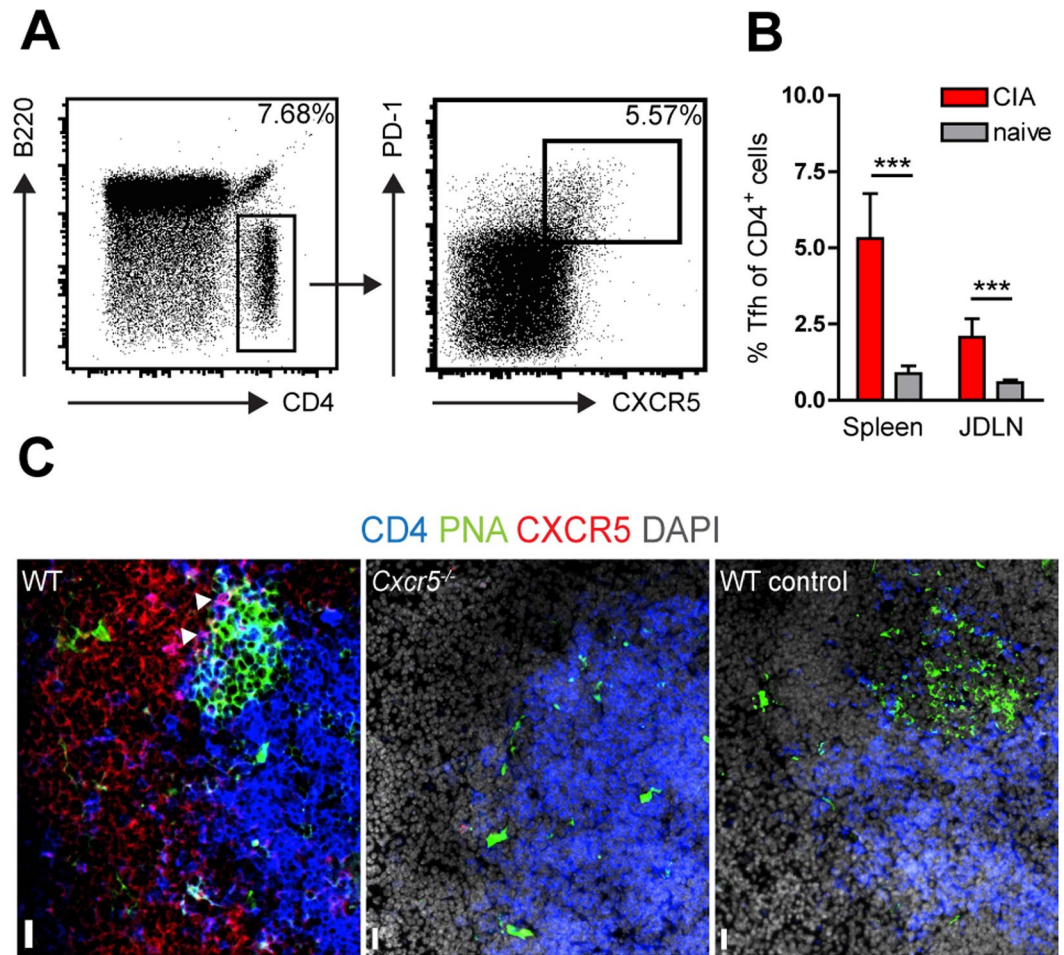 A
B220
7.68%
CD4
PD-1
5.57%
CXCR5
B
% Tfh of CD4⁺ cells
10.0
7.5
5.0
2.5
0.0
CIA
naive
***
***
Spleen JDLN
C
CD4 PNA CXCR5 DAPI
WT
Cxcr5⁻/⁻
WT control